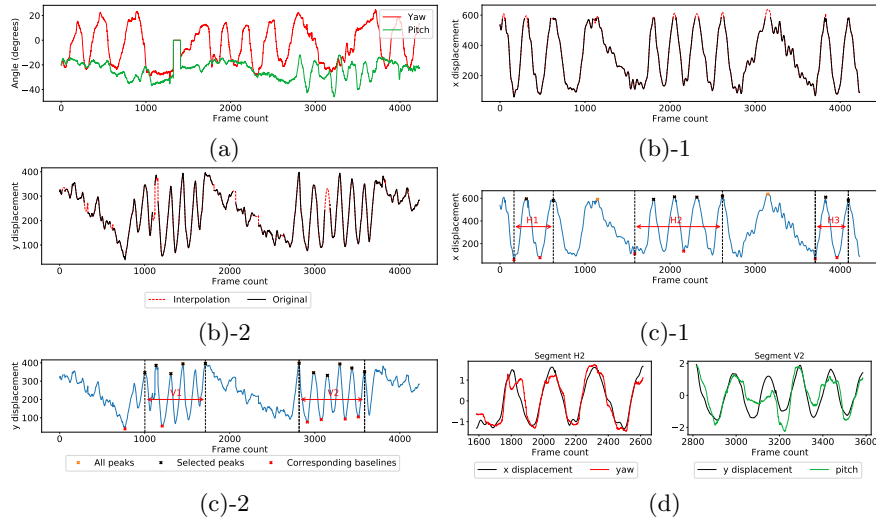 20
0
−20
−40
Angle (degrees)
Yaw
Pitch
0 1000 2000 3000 4000
Frame count
(a)
600
400
200
x displacement
0 1000 2000 3000 4000
Frame count
(b)-1
400
300
200
100
y displacement
0 1000 2000 3000 4000
Frame count
Interpolation Original
(b)-2
600
400
200
x displacement
H1 H2 H3
0 1000 2000 3000 4000
Frame count
(c)-1
400
300
200
100
y displacement
V1 V2
0 1000 2000 3000 4000
Frame count
All peaks Selected peaks Corresponding baselines
(c)-2
Segment H2
1
0
−1
1600 1800 2000 2200 2400 2600
Frame count
x displacement yaw
Segment V2
2
0
−2
2800 3000 3200 3400 3600
Frame count
y displacement pitch
(d)